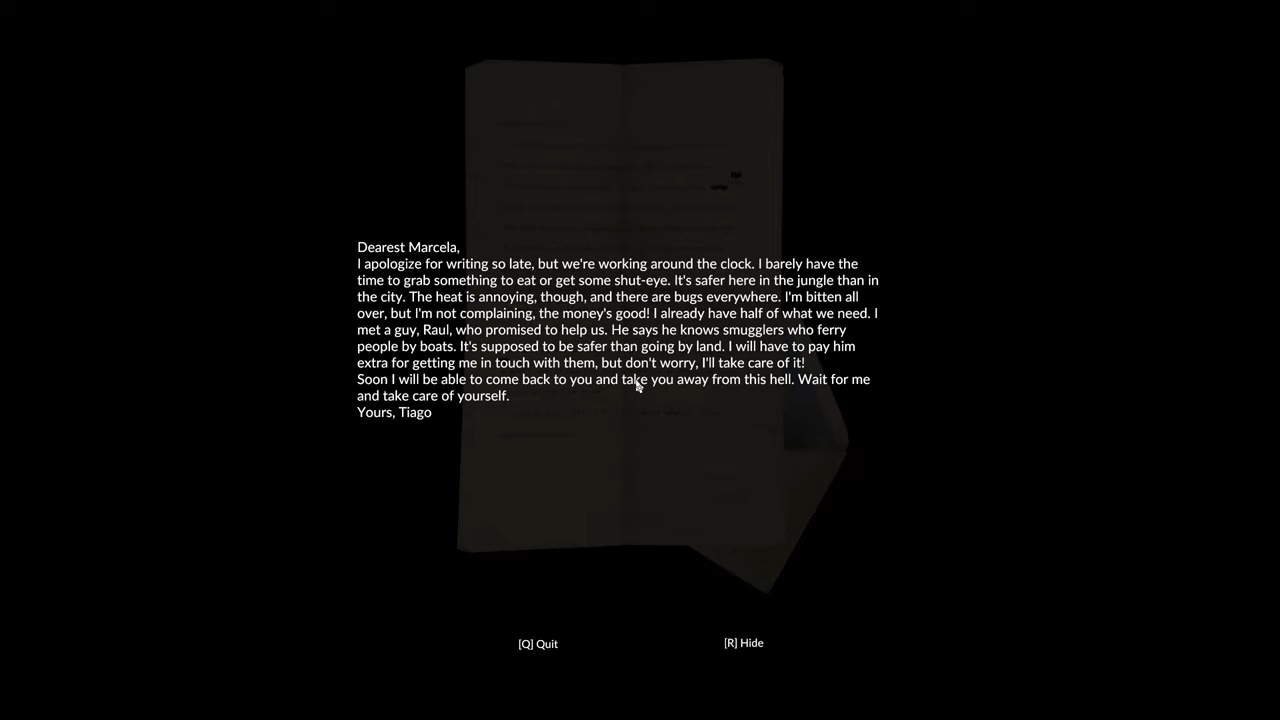 Dearest Marcela,
I apologize for writing so late, but we're working around the clock. I barely have the
time to grab something to eat or get some shut-eye. It's safer here in the jungle than in
the city. The heat is annoying, though, and there are bugs everywhere. I'm bitten all
over, but I'm not complaining, the money's good! I already have half of what we need. I
met a guy, Raul, who promised to help us. He says he knows smugglers who ferry
people by boats. It's supposed to be safer than going by land. I will have to pay him
extra for getting me in touch with them, but don't worry, I'll take care of it!
Soon I will be able to come back to you and take you away from this hell. Wait for me
and take care of yourself.
Yours, Tiago
[Q] Quit
[R] Hide